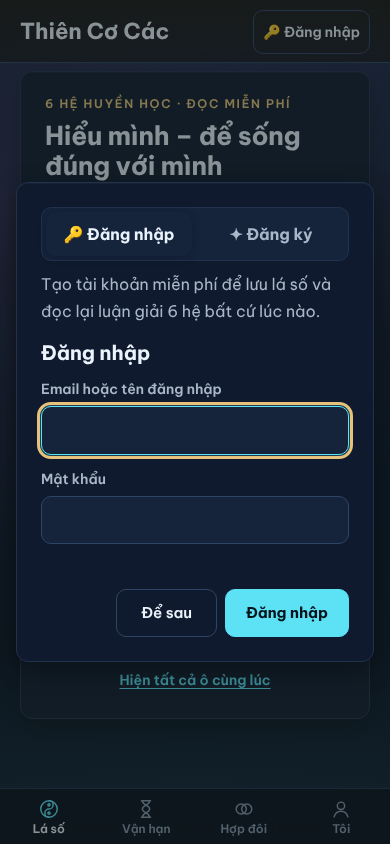 Thiên Cơ Các
🔑 Đăng nhập
6 HỆ HUYỀN HỌC · ĐỌC MIỄN PHÍ
Hiểu mình – để sống
đúng với mình
🔑 Đăng nhập
✦ Đăng ký
Tạo tài khoản miễn phí để lưu lá số và
đọc lại luận giải 6 hệ bất cứ lúc nào.
Đăng nhập
Email hoặc tên đăng nhập
Mật khẩu
Để sau
Đăng nhập
Hiện tất cả ô cùng lúc
Lá số
Vận hạn
Hợp đôi
Tôi